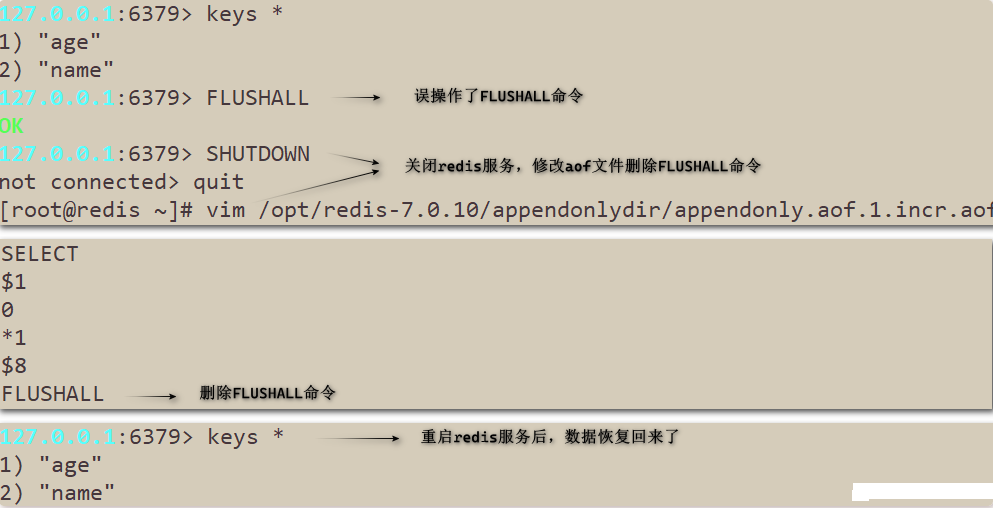 127.0.0.1:6379> keys *
1) "age"
2) "name"
127.0.0.1:6379> FLUSHALL 误操作了FLUSHALL命令
OK
127.0.0.1:6379> SHUTDOWN 关闭redis服务，修改aof文件删除FLUSHALL命令
not connected> quit
[root@redis ~]# vim /opt/redis-7.0.10/appendonlydir/appendonly.aof.1.incr.aof
SELECT
$1
0
*1
$8
FLUSHALL 删除FLUSHALL命令
127.0.0.1:6379> keys * 重启redis服务后，数据恢复回来了
1) "age"
2) "name"